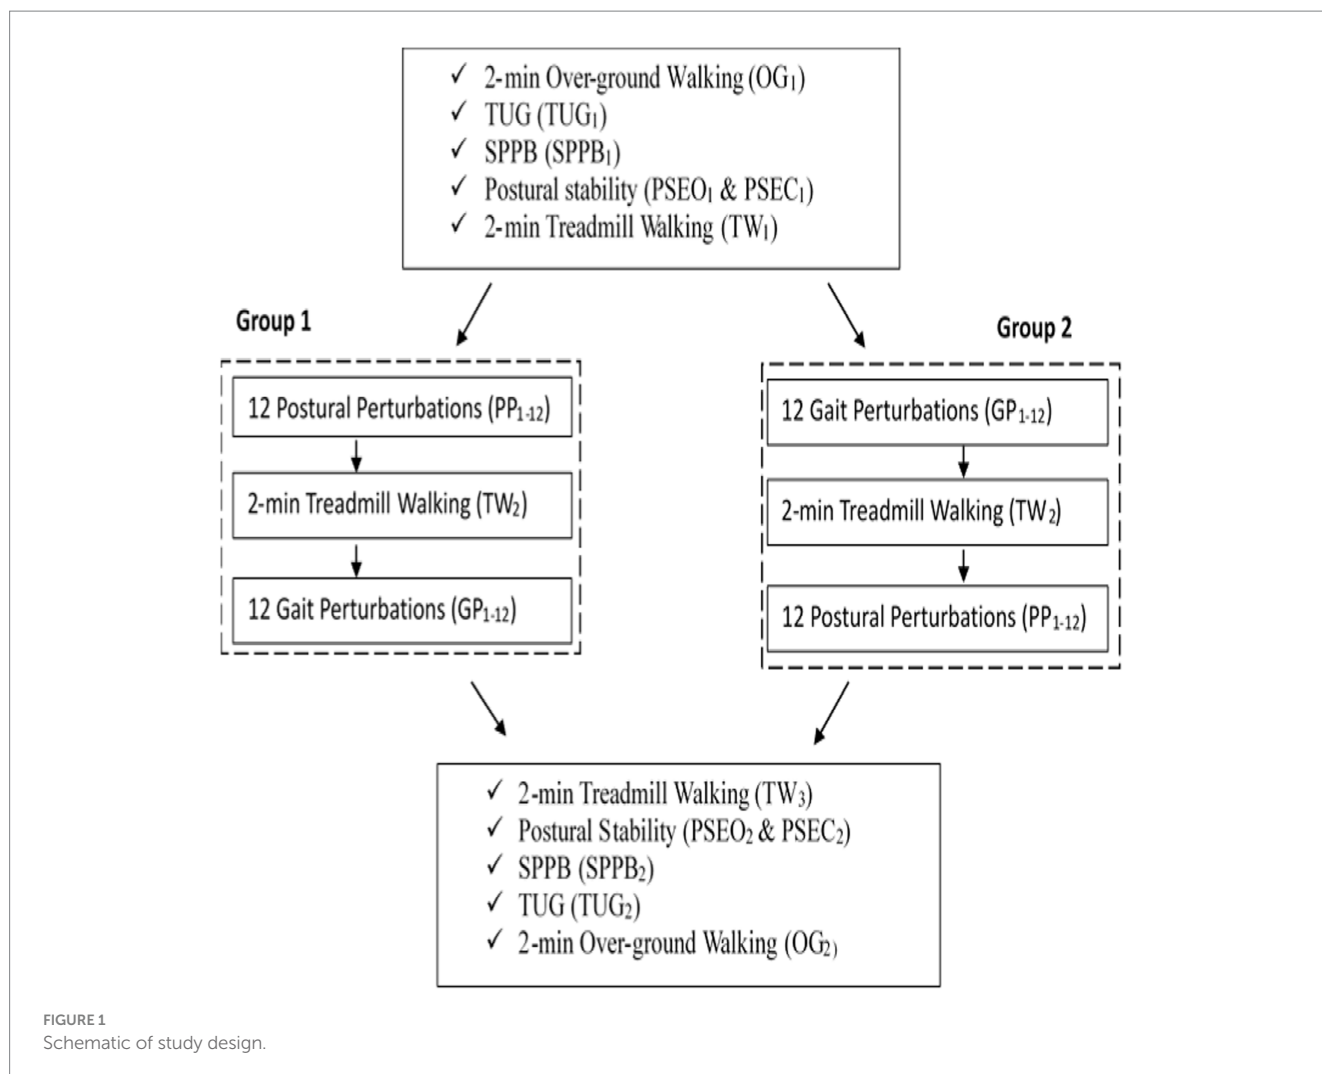 ✓ 2-min Over-ground Walking (OG₁)
✓ TUG (TUG₁)
✓ SPPB (SPPB₁)
✓ Postural stability (PSEO₁ & PSEC₁)
✓ 2-min Treadmill Walking (TW₁)
Group 1
12 Postural Perturbations (PP₁₋₁₂)
2-min Treadmill Walking (TW₂)
12 Gait Perturbations (GP₁₋₁₂)
Group 2
12 Gait Perturbations (GP₁₋₁₂)
2-min Treadmill Walking (TW₂)
12 Postural Perturbations (PP₁₋₁₂)
✓ 2-min Treadmill Walking (TW₃)
✓ Postural Stability (PSEO₂ & PSEC₂)
✓ SPPB (SPPB₂)
✓ TUG (TUG₂)
✓ 2-min Over-ground Walking (OG₂₎
FIGURE 1
Schematic of study design.